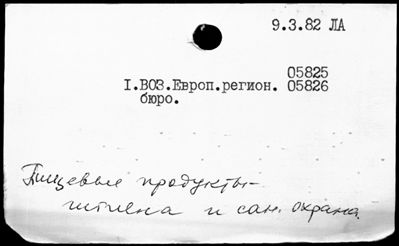 9.3.82 ЛА
05825
I.ВОЗ.Европ.регион. 05826
бюро.
Пищевые продукты-
гигиена и сан. охрана.